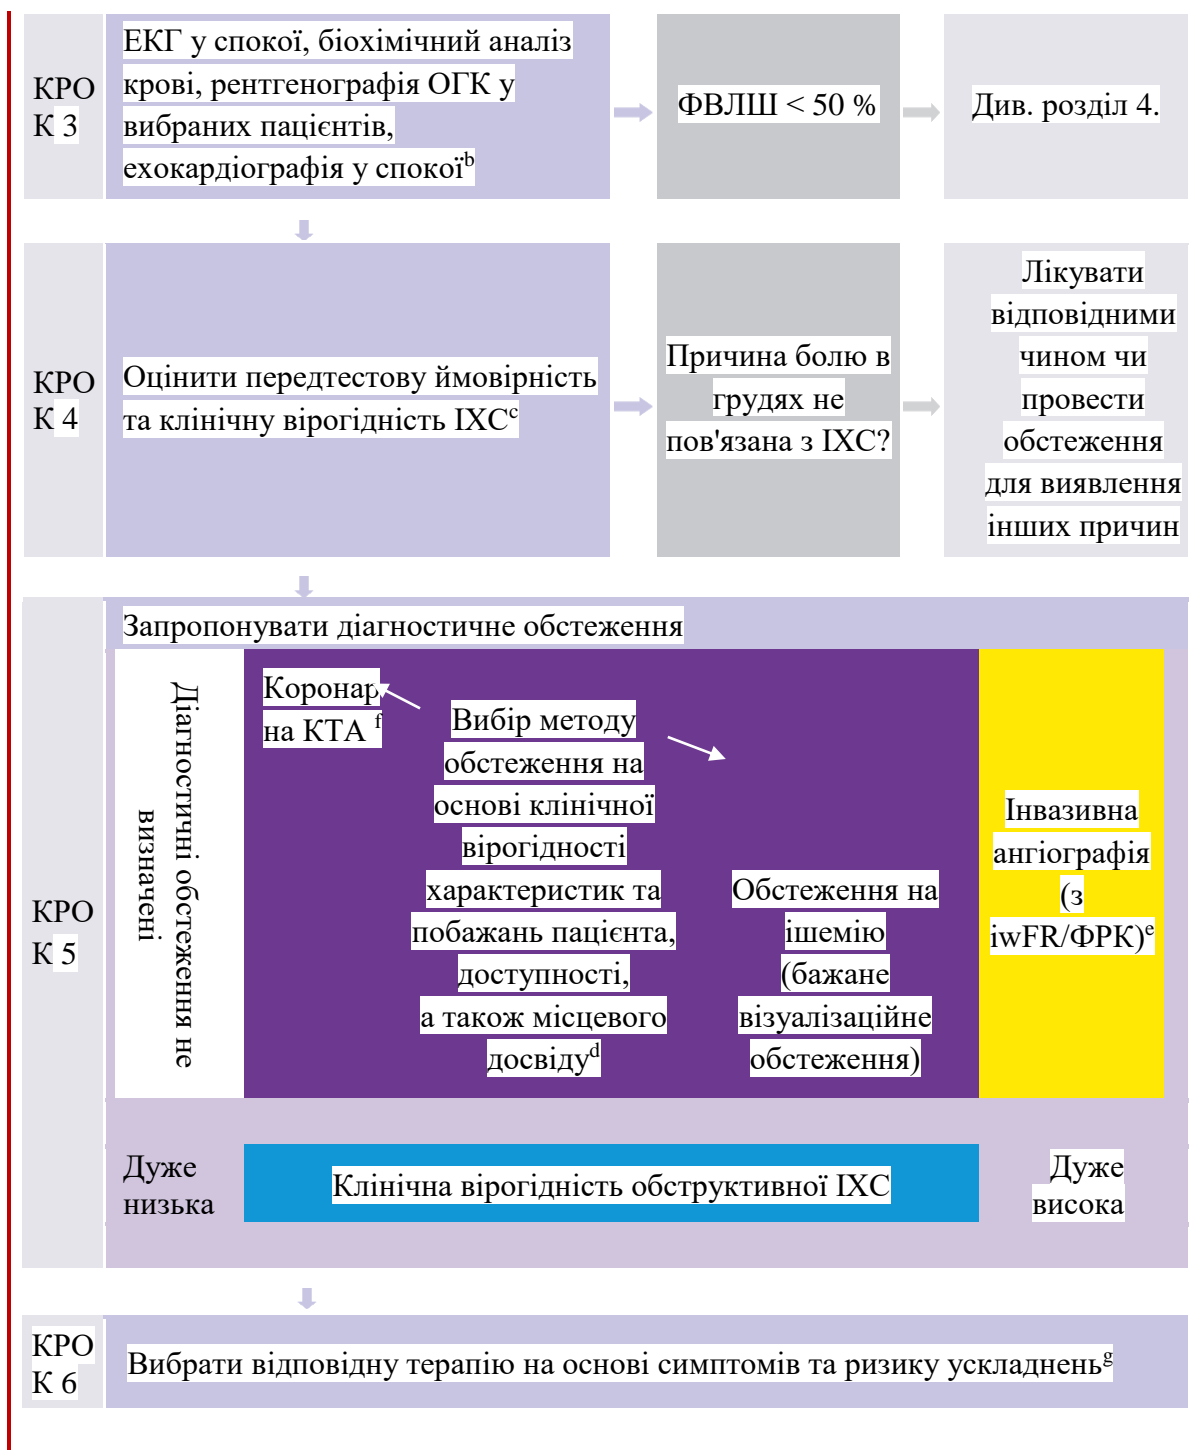 КРО
К 3
ЕКГ у спокої, біохімічний аналіз
крові, рентгенографія ОГК у
вибраних пацієнтів,
ехокардіографія у спокоїb
ФВЛШ < 50 %
Див. розділ 4.
КРО
К 4
Оцінити передтестову ймовірність
та клінічну вірогідність ІХСc
Причина болю в
грудях не
пов'язана з ІХС?
Лікувати
відповідними
чином чи
провести
обстеження
для виявлення
інших причин
КРО
К 5
Запропонувати діагностичне обстеження
Діагностичні обстеження не
визначені
Коронар
на КТА f
Вибір методу
обстеження на
основі клінічної
вірогідності
характеристик та
побажань пацієнта,
доступності,
а також місцевого
досвідуd
Обстеження на
ішемію
(бажане
візуалізаційне
обстеження)
Інвазивна
ангіографія
(з
iwFR/ФРК)e
Дуже
низька
Клінічна вірогідність обструктивної ІХС
Дуже
висока
КРО
К 6
Вибрати відповідну терапію на основі симптомів та ризику ускладненьg